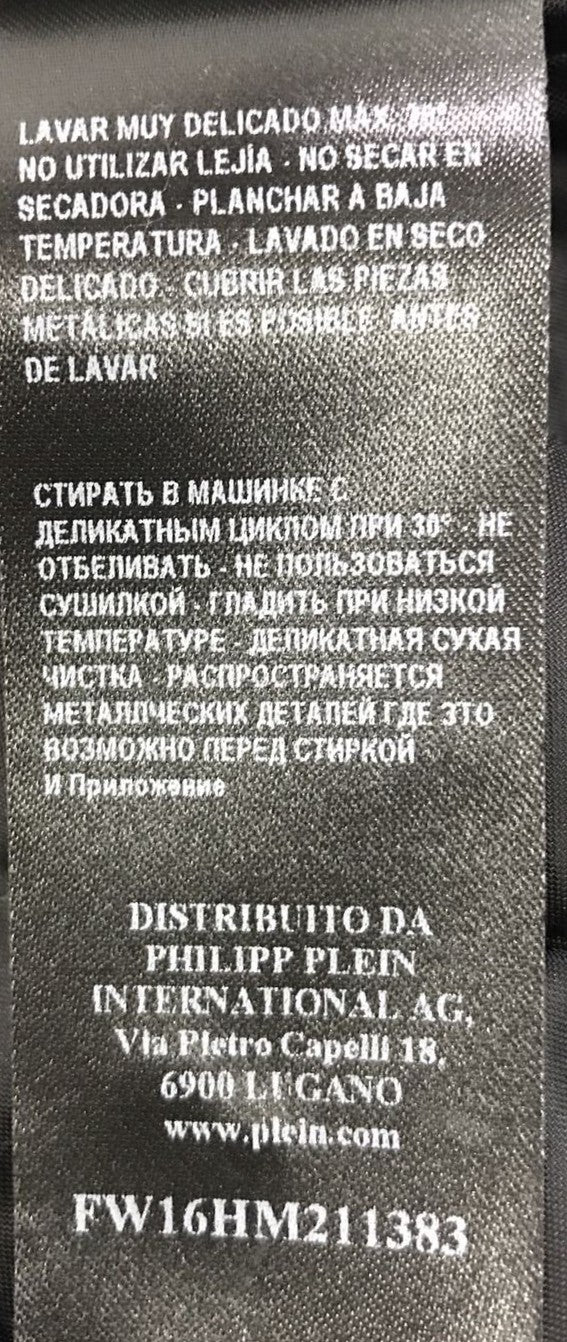 LAVAR MUY DELICADO MÁX. 30°
NO UTILIZAR LEJÍA · NO SECAR EN
SECADORA · PLANCHAR A BAJA
TEMPERATURA · LAVADO EN SECO
DELICADO · CUBRIR LAS PIEZAS
METÁLICAS SI ES POSIBLE ANTES
DE LAVAR
СТИРАТЬ В МАШИНКЕ С
ДЕЛИКАТНЫМ ЦИКЛОМ ПРИ 30° · НЕ
ОТБЕЛИВАТЬ · НЕ ПОЛЬЗОВАТЬСЯ
СУШИЛКОЙ · ГЛАДИТЬ ПРИ НИЗКОЙ
ТЕМПЕРАТУРЕ · ДЕЛИКАТНАЯ СУХАЯ
ЧИСТКА · РАСПРОСТРАНЯЕТСЯ
МЕТАЛЛЧЕСКИХ ДЕТАЛЕЙ ГДЕ ЭТО
ВОЗМОЖНО ПЕРЕД СТИРКОЙ
И Приложение
DISTRIBUITO DA
PHILIPP PLEIN
INTERNATIONAL AG,
Via Pietro Capelli 18,
6900 LUGANO
www.plein.com
FW16HM211383